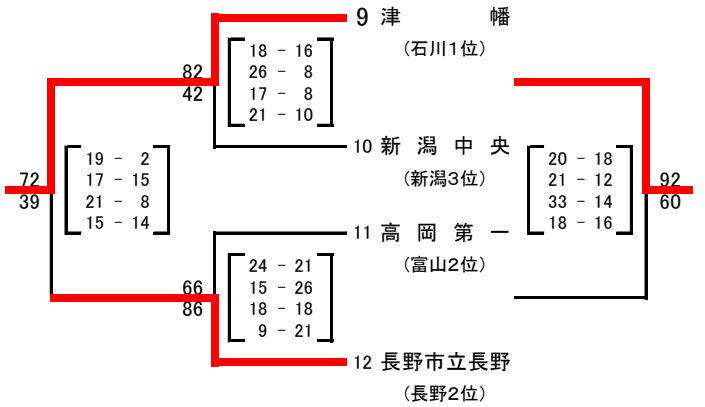 9 津幡
(石川1位)
82
42
18 - 16
26 - 8
17 - 8
21 - 10
10 新潟中央
(新潟3位)
72
39
19 - 2
17 - 15
21 - 8
15 - 14
20 - 18
21 - 12
33 - 14
18 - 16
92
60
11 高岡第一
(富山2位)
66
86
24 - 21
15 - 26
18 - 18
9 - 21
12 長野市立長野
(長野2位)